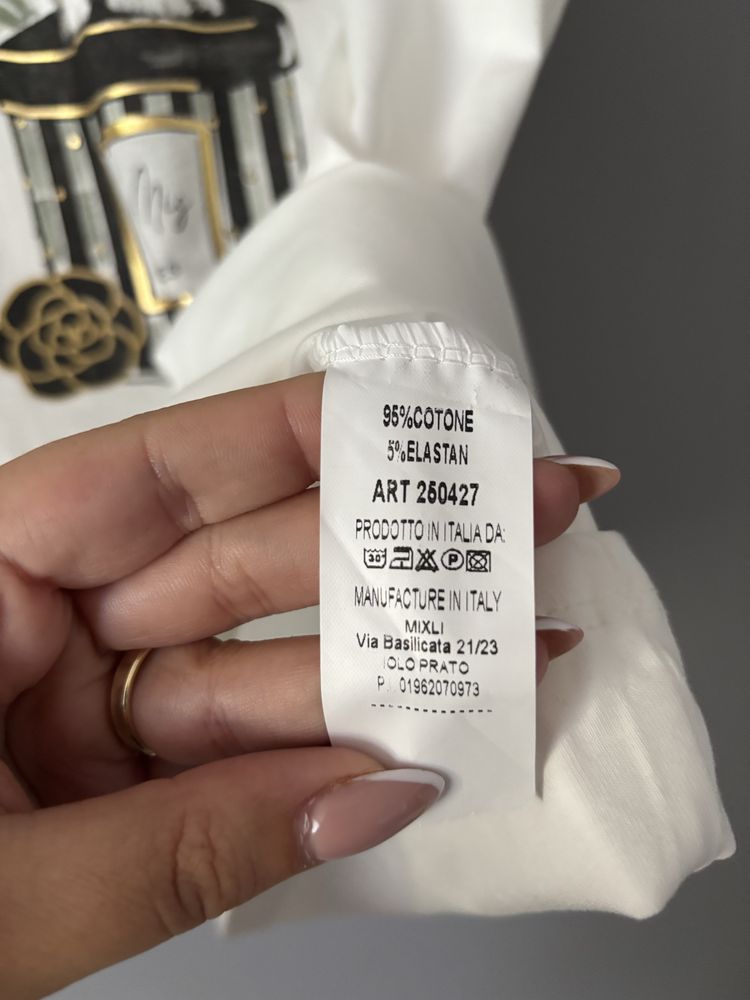 95%COTONE
5%ELASTAN
ART 250427
PRODOTTO IN ITALIA DA:
30° P
MANUFACTURE IN ITALY
MIXLI
Via Basilicata 21/23
IOLO PRATO
P. 01962070973